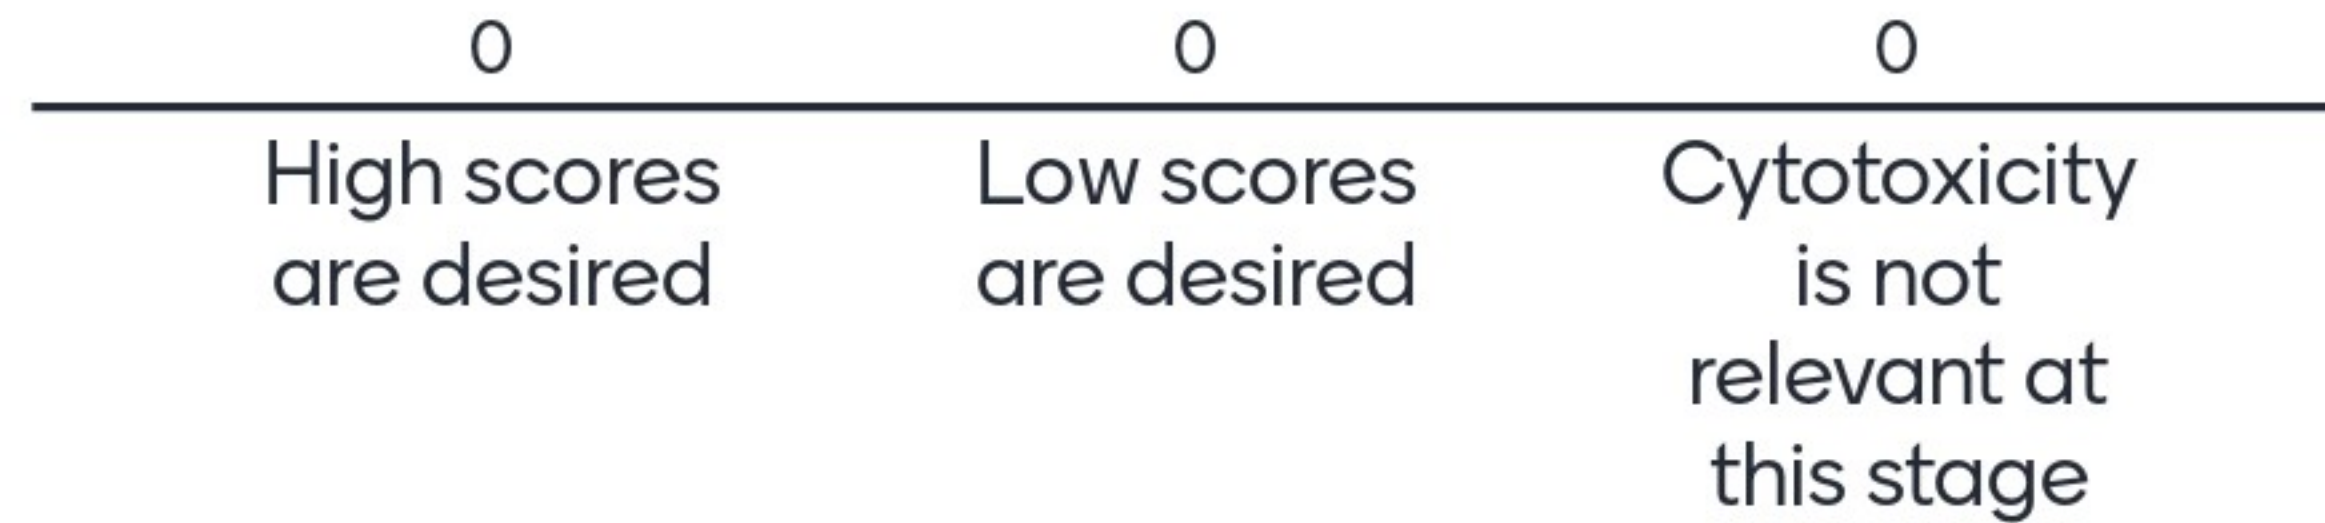 0 0 0
High scores
are desired
Low scores
are desired
Cytotoxicity
is not
relevant at
this stage